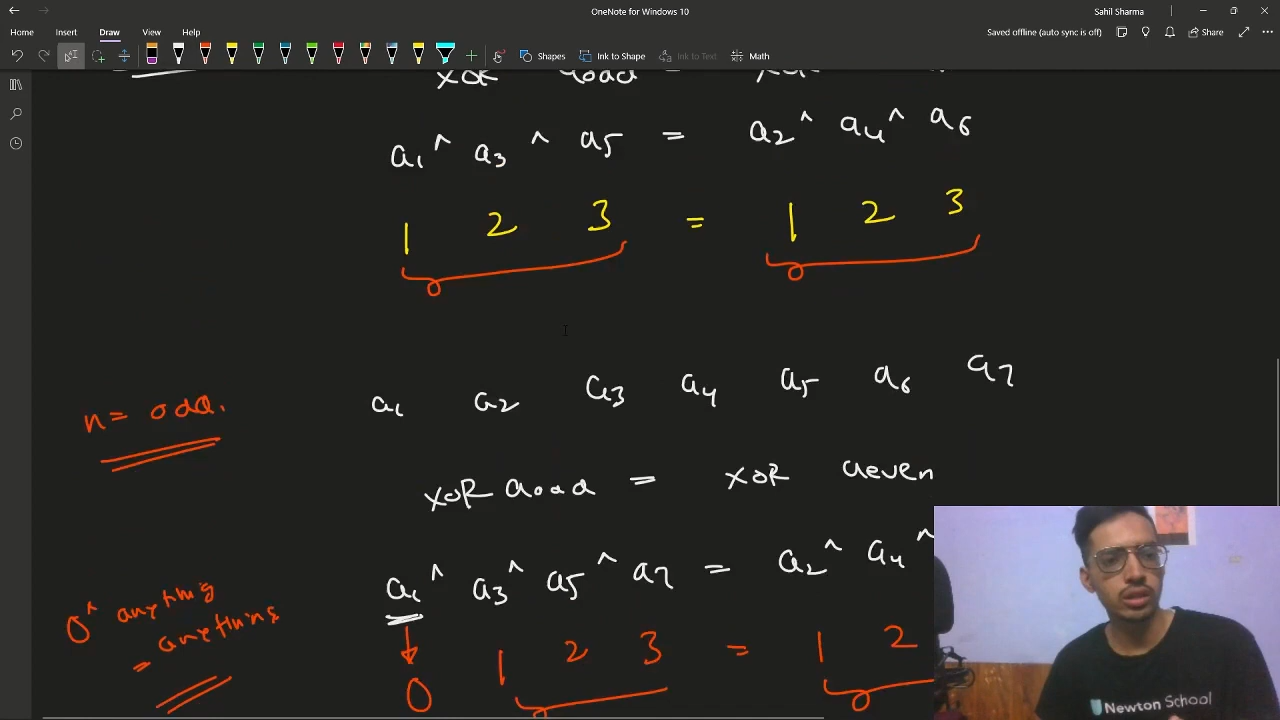 OneNote for Windows 10
Sahil Sharma
Home Insert Draw View Help
Saved offline (auto sync is off) Share
Shapes Ink to Shape Ink to Text Math
a1 ^ a3 ^ a5 = a2 ^ a4 ^ a6
1 2 3 = 1 2 3
0 0
n = odd.
a1 a2 a3 a4 a5 a6 a7
XOR aodd = XOR aeven
a1 ^ a3 ^ a5 ^ a7 = a2 ^ a4 ^
0 ^ anything
= anything
0 1 2 3 = 1 2
0 0
Newton School